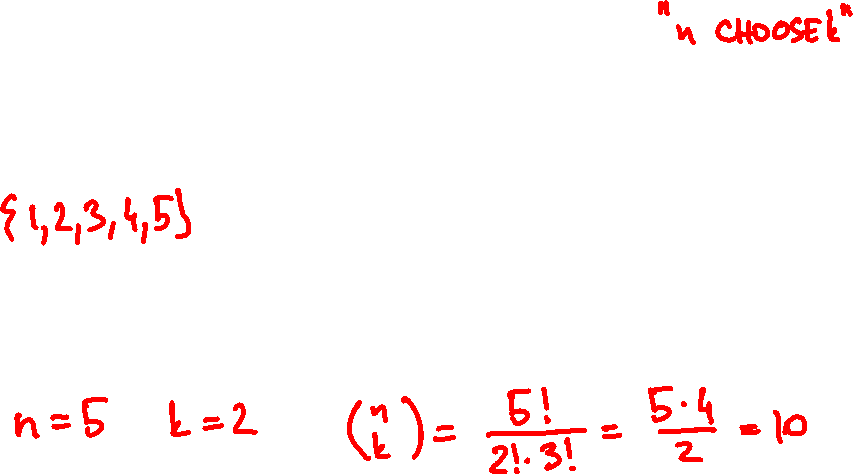 "n CHOOSE k"
{1,2,3,4,5}
n=5 k=2 (n k) = 5!/2!·3! = 5·4/2 = 10